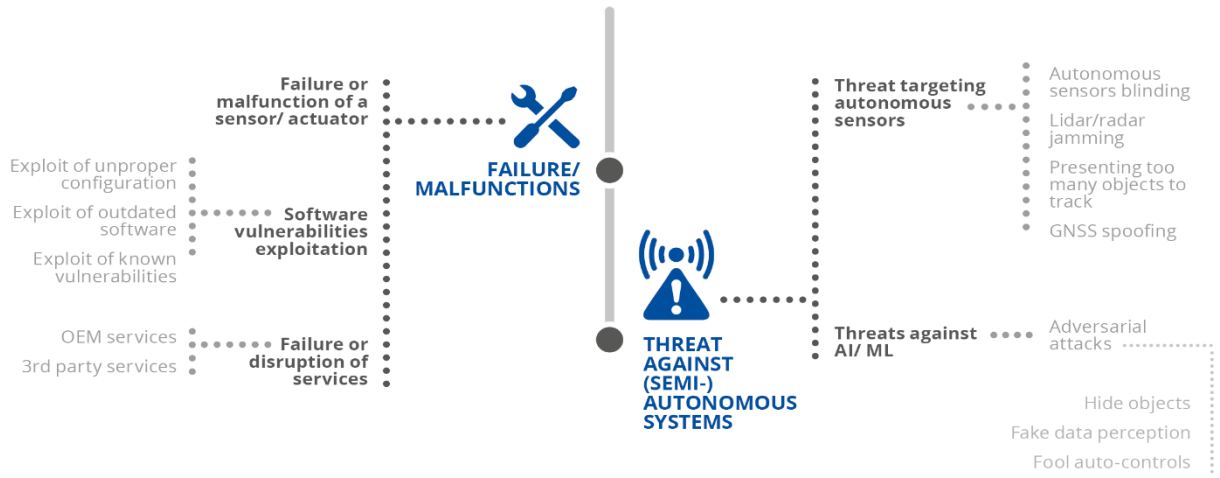 Failure or
malfunction of a
sensor/ actuator
FAILURE/
MALFUNCTIONS
Exploit of unproper
configuration
Exploit of outdated
software
Exploit of known
vulnerabilities
Software
vulnerabilities
exploitation
OEM services
3rd party services
Failure or
disruption of
services
THREAT
AGAINST
(SEMI-)
AUTONOMOUS
SYSTEMS
Threat targeting
autonomous
sensors
Autonomous
sensors blinding
Lidar/radar
jamming
Presenting too
many objects to
track
GNSS spoofing
Threats against
AI/ ML
Adversarial
attacks
Hide objects
Fake data perception
Fool auto-controls